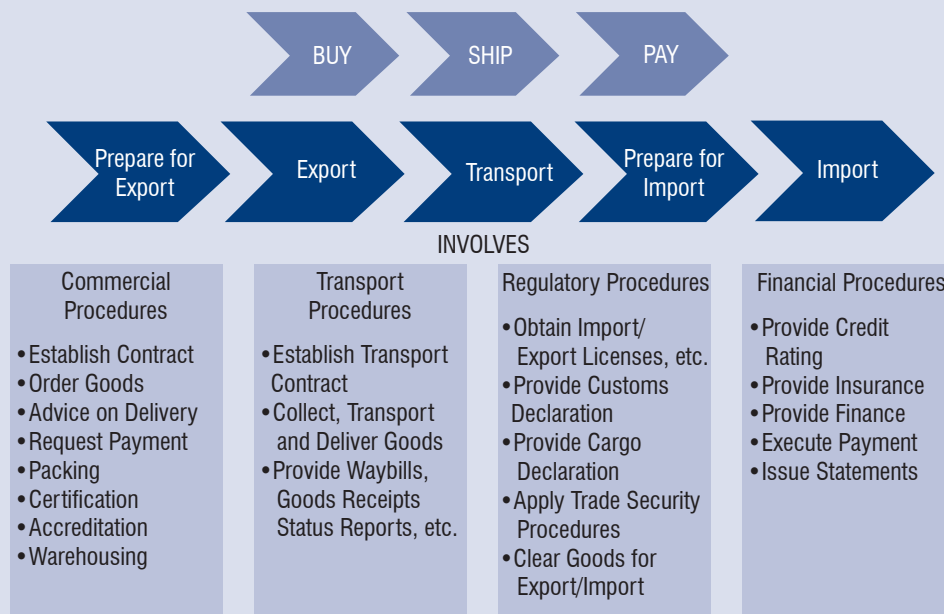 BUY
SHIP
PAY
Prepare for
Export
Export
Transport
Prepare for
Import
Import
INVOLVES
Commercial
Procedures
• Establish Contract
• Order Goods
• Advice on Delivery
• Request Payment
• Packing
• Certification
• Accreditation
• Warehousing
Transport
Procedures
• Establish Transport
Contract
• Collect, Transport
and Deliver Goods
• Provide Waybills,
Goods Receipts
Status Reports, etc.
Regulatory Procedures
• Obtain Import/
Export Licenses, etc.
• Provide Customs
Declaration
• Provide Cargo
Declaration
• Apply Trade Security
Procedures
• Clear Goods for
Export/Import
Financial Procedures
• Provide Credit
Rating
• Provide Insurance
• Provide Finance
• Execute Payment
• Issue Statements